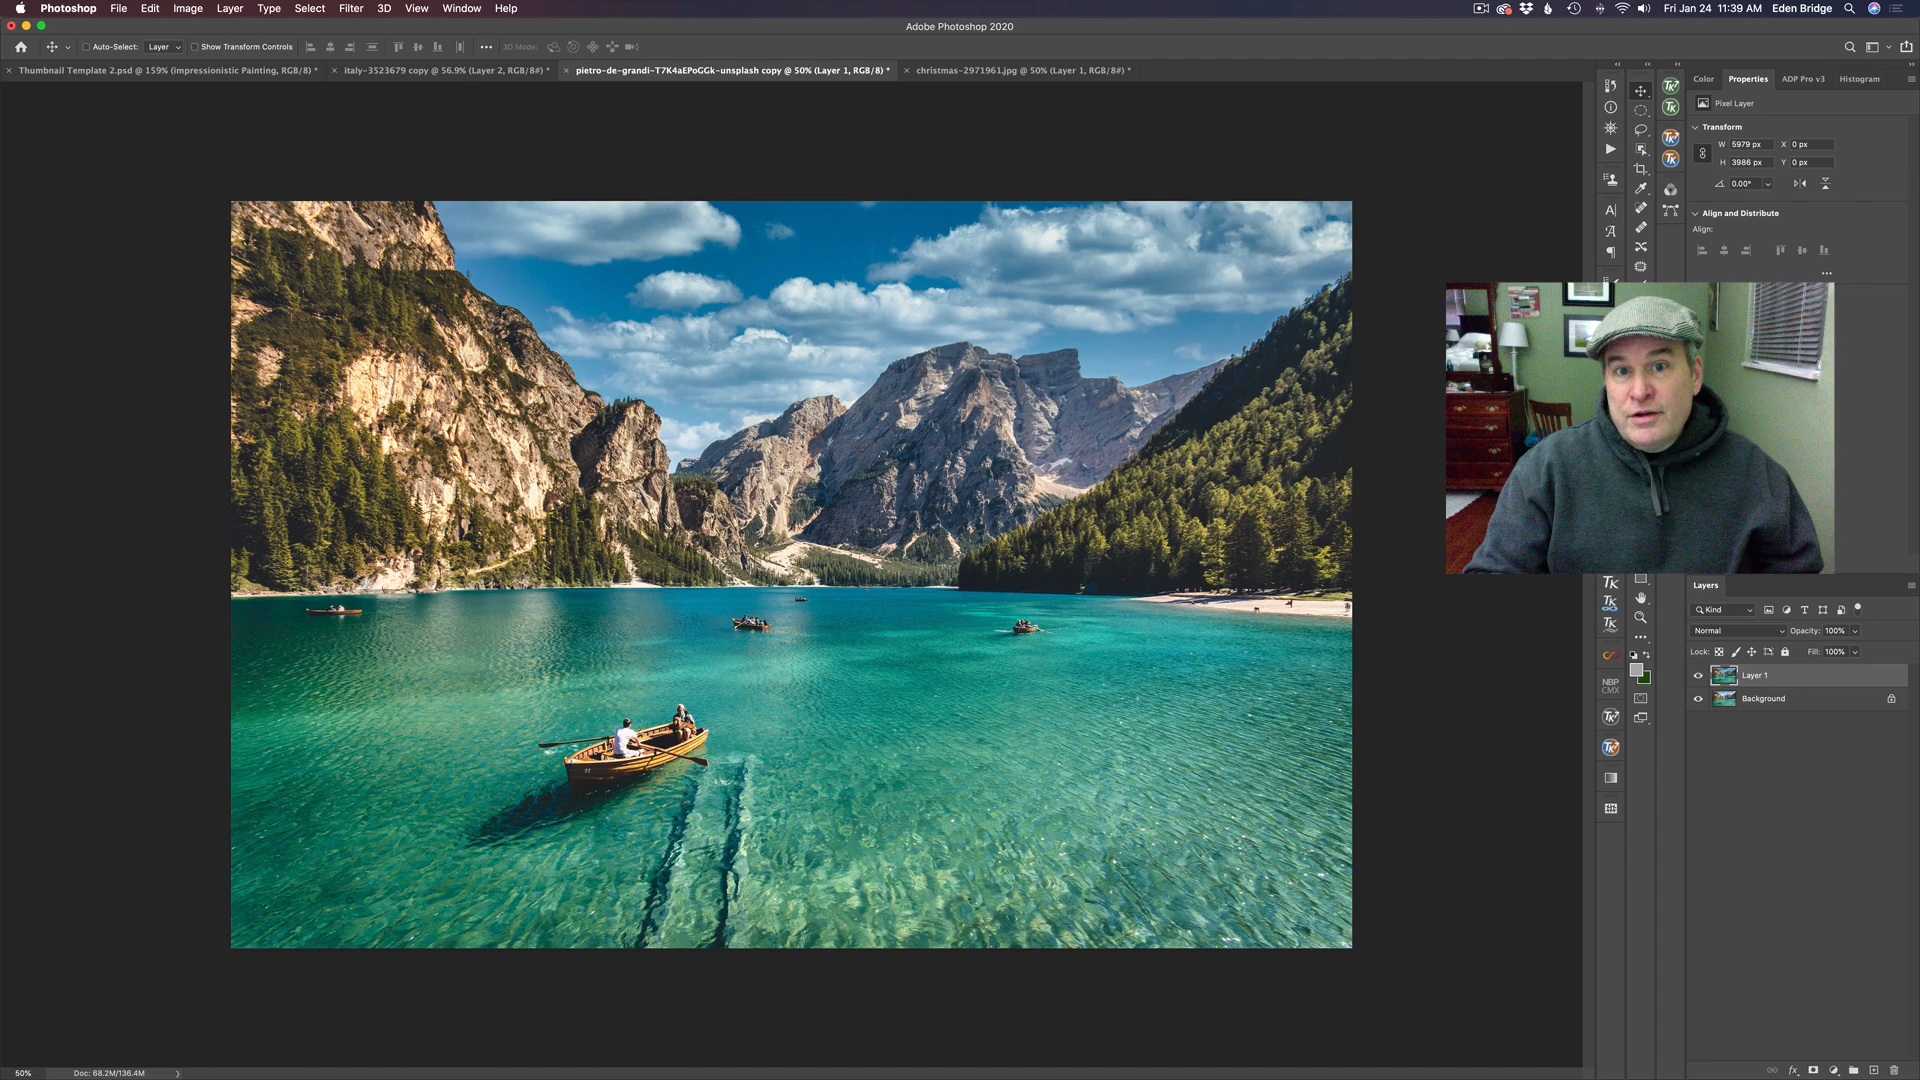 Photoshop File Edit Image Layer Type Select Filter 3D View Window Help Fri Jan 24 11:39 AM Eden Bridge
Adobe Photoshop 2020
Auto-Select: Layer Show Transform Controls 3D Mode:
Thumbnail Template 2.psd @ 159% (impressionistic Painting, RGB/8) * italy-3523679 copy @ 56.9% (Layer 2, RGB/8#) * pietro-de-grandi-T7K4aEPoGGk-unsplash copy @ 50% (Layer 1, RGB/8) * christmas-2971961.jpg @ 50% (Layer 1, RGB/8#) *
Color Properties ADP Pro v3 Histogram
Pixel Layer
Transform
W 5979 px X 0 px
H 3986 px Y 0 px
0.00°
Align and Distribute
Align:
Layers
Kind
Normal Opacity: 100%
Lock: Fill: 100%
Layer 1
Background
TK
TK
TK
NBP
CMX
50% Doc: 68.2M/136.4M